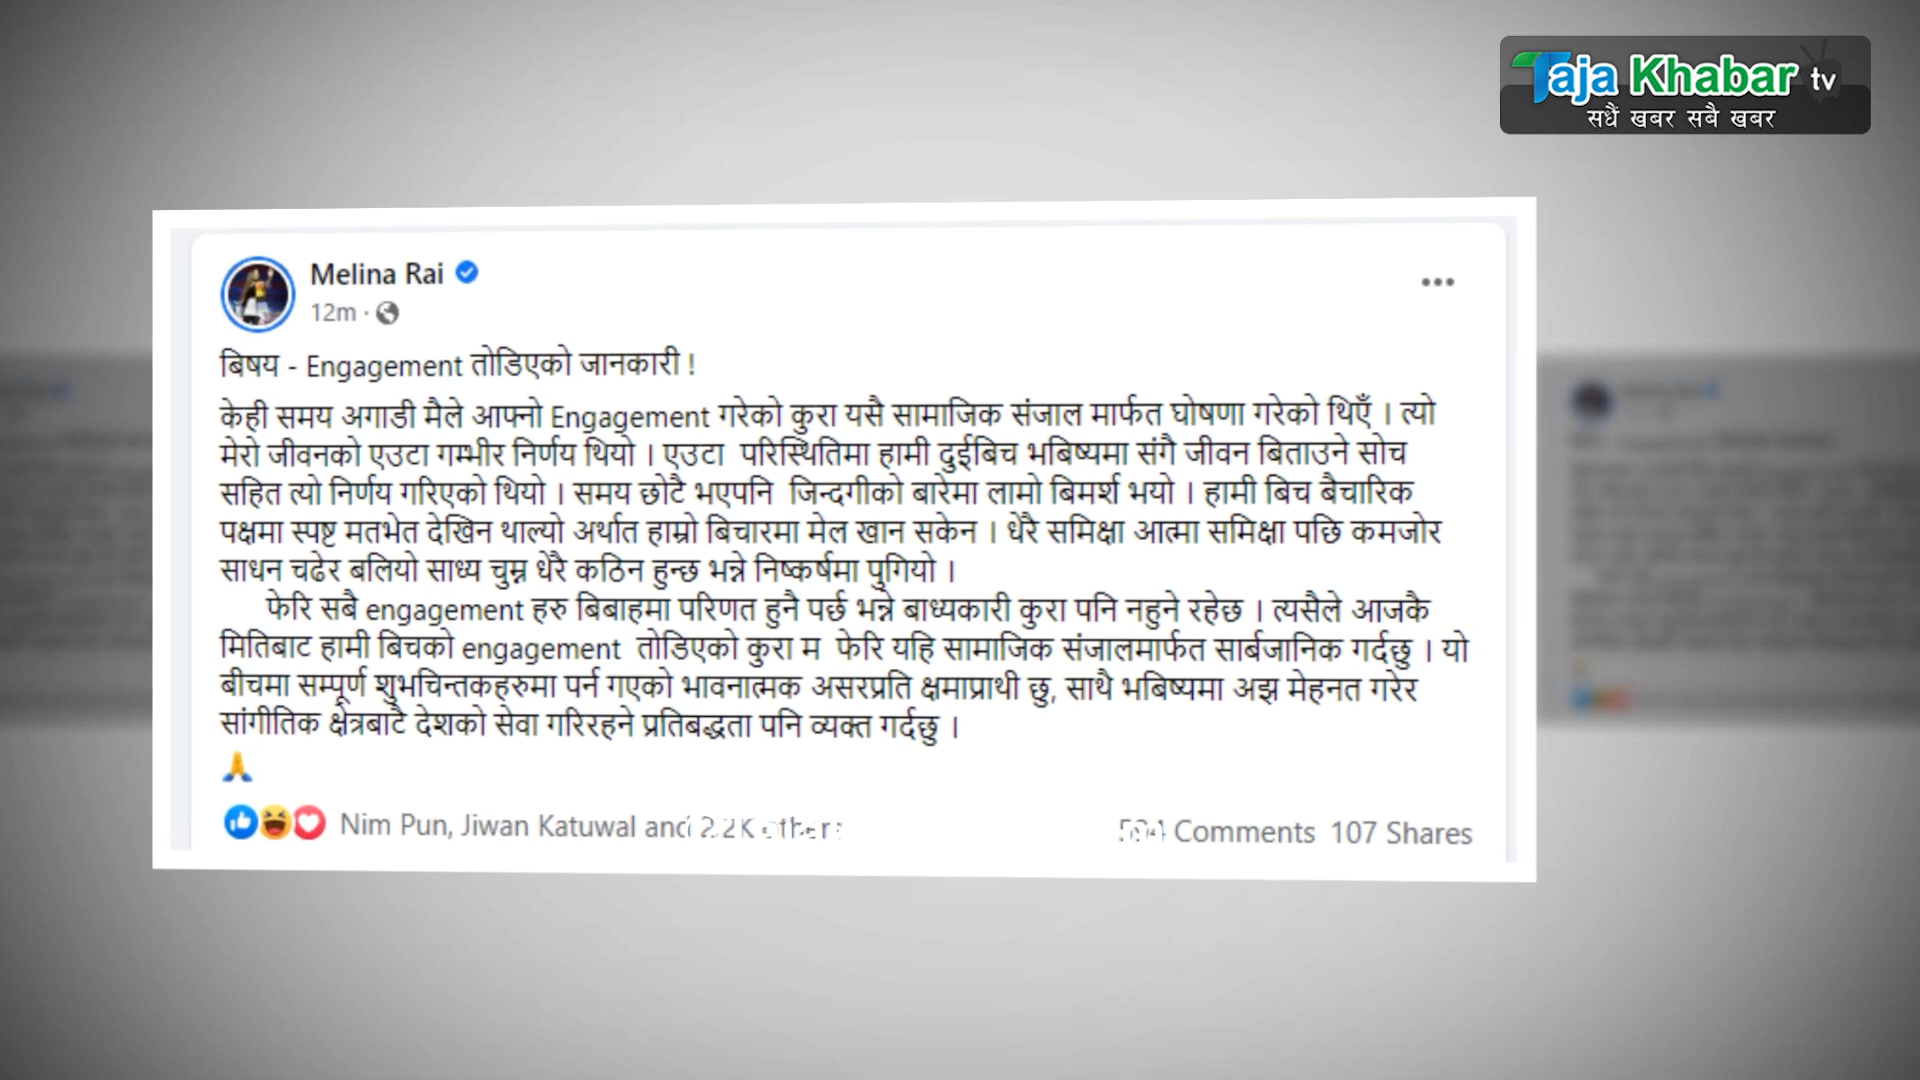 Taja Khabar tv
सधैं खबर सबै खबर
Melina Rai
12m ·
बिषय - Engagement तोडिएको जानकारी !
केही समय अगाडी मैले आफ्नो Engagement गरेको कुरा यसै सामाजिक संजाल मार्फत घोषणा गरेको थिएँ । त्यो
मेरो जीवनको एउटा गम्भीर निर्णय थियो । एउटा परिस्थितिमा हामी दुईबिच भबिष्यमा संगै जीवन बिताउने सोच
सहित त्यो निर्णय गरिएको थियो । समय छोटै भएपनि जिन्दगीको बारेमा लामो बिमर्श भयो । हामी बिच बैचारिक
पक्षमा स्पष्ट मतभेत देखिन थाल्यो अर्थात हाम्रो बिचारमा मेल खान सकेन । धेरै समिक्षा आत्मा समिक्षा पछि कमजोर
साधन चढेर बलियो साध्य चुम्न धेरै कठिन हुन्छ भन्ने निष्कर्षमा पुगियो ।
फेरि सबै engagement हरु बिबाहमा परिणत हुनै पर्छ भन्ने बाध्यकारी कुरा पनि नहुने रहेछ । त्यसैले आजकै
मितिबाट हामी बिचको engagement तोडिएको कुरा म फेरि यहि सामाजिक संजालमार्फत सार्बजानिक गर्दछु । यो
बीचमा सम्पूर्ण शुभचिन्तकहरुमा पर्न गएको भावनात्मक असरप्रति क्षमाप्राथी छु, साथै भबिष्यमा अझ मेहनत गरेर
सांगीतिक क्षेत्रबाटै देशको सेवा गरिरहने प्रतिबद्धता पनि व्यक्त गर्दछु ।
🙏
Nim Pun, Jiwan Katuwal and 2.2K others
Comments 107 Shares